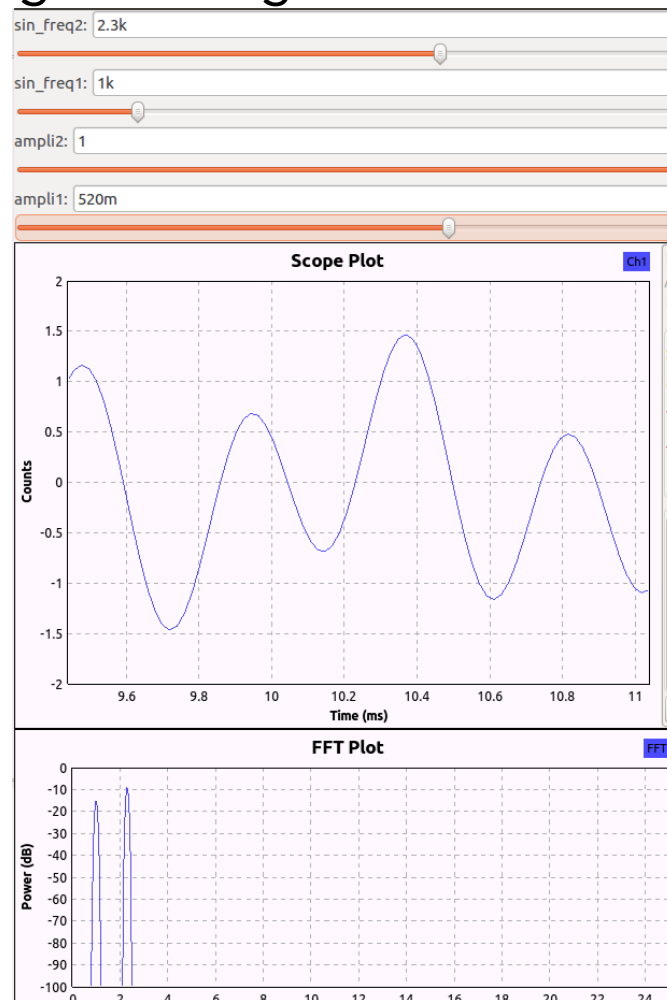 sin_freq2: 2.3k
sin_freq1: 1k
ampli2: 1
ampli1: 520m
Scope Plot
Ch1
2
1.5
1
0.5
0
-0.5
-1
-1.5
-2
Counts
9.6 9.8 10 10.2 10.4 10.6 10.8 11
Time (ms)
FFT Plot
FFT
0
-10
-20
-30
-40
-50
-60
-70
-80
-90
-100
Power (dB)
0 2 4 6 8 10 12 14 16 18 20 22 24